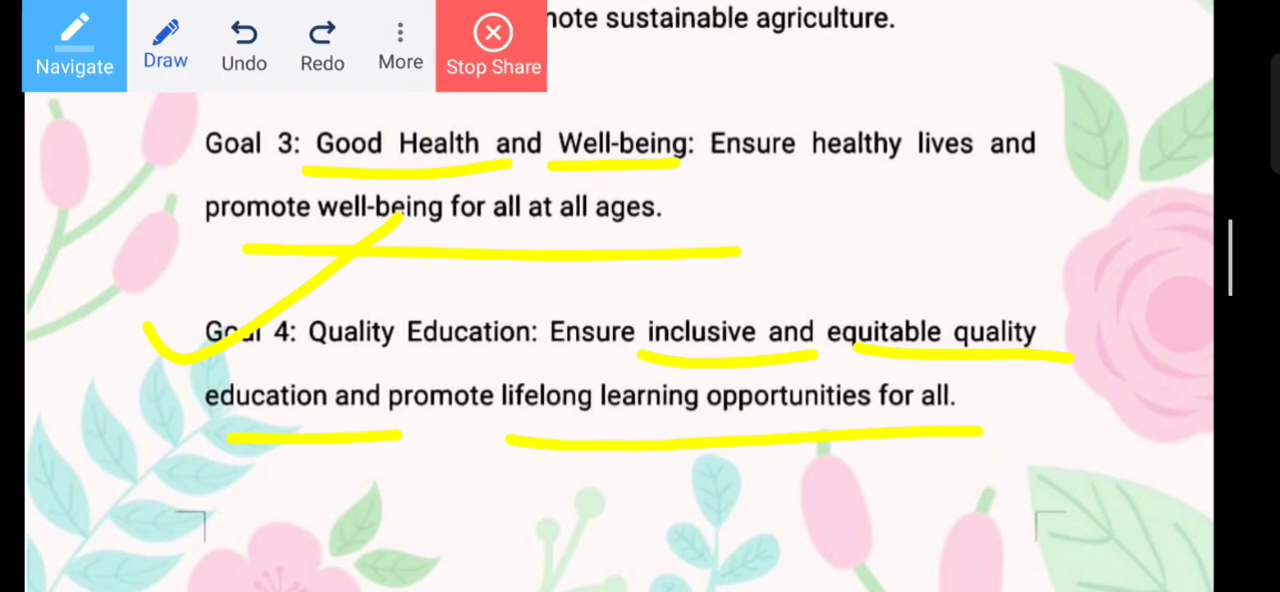 Navigate
Draw
Undo
Redo
More
Stop Share
sustainable agriculture.
Goal 3: Good Health and Well-being: Ensure healthy lives and
promote well-being for all at all ages.
Goal 4: Quality Education: Ensure inclusive and equitable quality
education and promote lifelong learning opportunities for all.